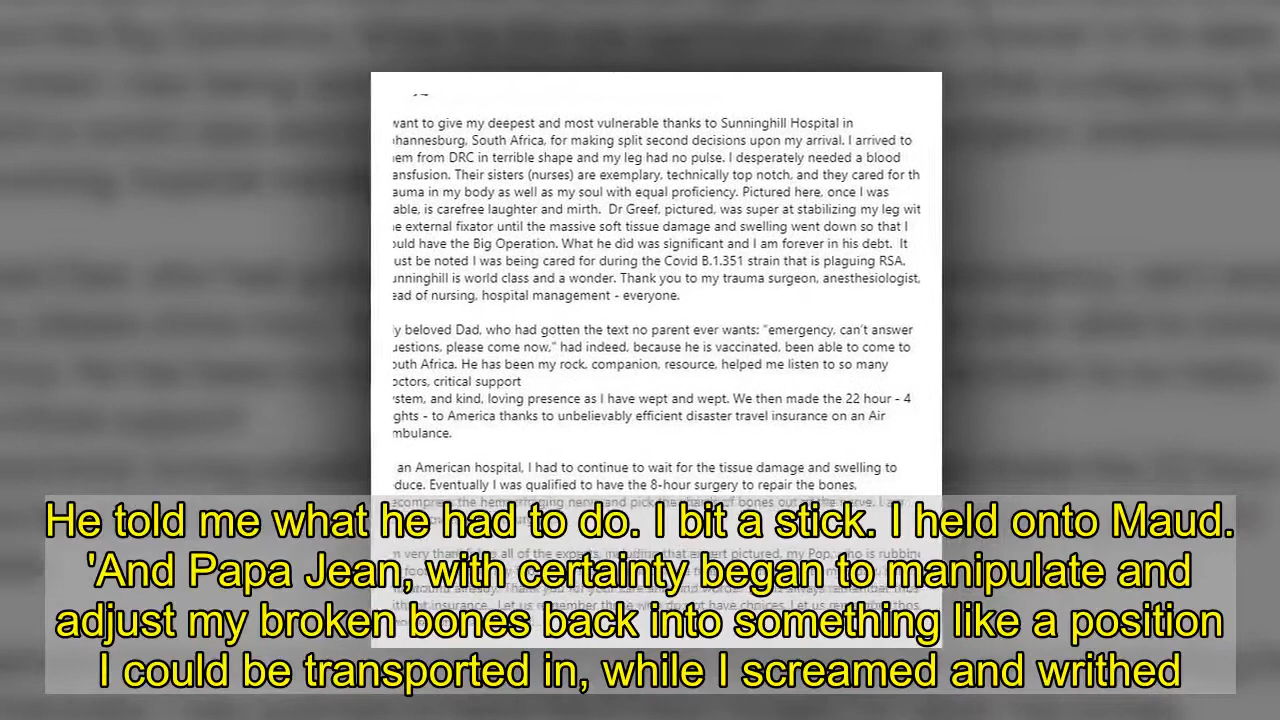 want to give my deepest and most vulnerable thanks to Sunninghill Hospital in
hannesburg, South Africa, for making split second decisions upon my arrival. I arrived to
em from DRC in terrible shape and my leg had no pulse. I desperately needed a blood
ansfusion. Their sisters (nurses) are exemplary, technically top notch, and they cared for th
auma in my body as well as my soul with equal proficiency. Pictured here, once I was
able, is carefree laughter and mirth. Dr Greef, pictured, was super at stabilizing my leg wit
e external fixator until the massive soft tissue damage and swelling went down so that I
ould have the Big Operation. What he did was significant and I am forever in his debt. It
ust be noted I was being cared for during the Covid B.1.351 strain that is plaguing RSA.
unninghill is world class and a wonder. Thank you to my trauma surgeon, anesthesiologist,
ead of nursing, hospital management - everyone.
y beloved Dad, who had gotten the text no parent ever wants: "emergency, can't answer
uestions, please come now," had indeed, because he is vaccinated, been able to come to
outh Africa. He has been my rock, companion, resource, helped me listen to so many
octors, critical support
stem, and kind, loving presence as I have wept and wept. We then made the 22 hour - 4
ghts - to America thanks to unbelievably efficient disaster travel insurance on an Air
mbulance.
an American hospital, I had to continue to wait for the tissue damage and swelling to
duce. Eventually I was qualified to have the 8-hour surgery to repair the bones,
He told me what he had to do. I bit a stick. I held onto Maud.
'And Papa Jean, with certainty began to manipulate and
adjust my broken bones back into something like a position
I could be transported in, while I screamed and writhed